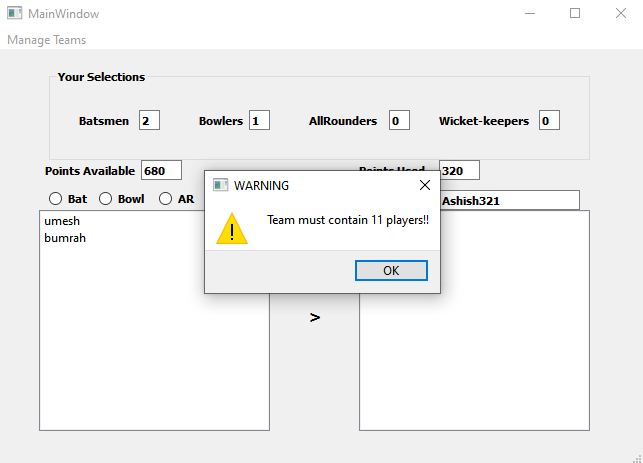 MainWindow
Manage Teams
Your Selections
Batsmen 2 Bowlers 1 AllRounders 0 Wicket-keepers 0
Points Available 680 Points Used 320
Bat Bowl AR Ashish321
umesh
bumrah
>
WARNING
Team must contain 11 players!!
OK